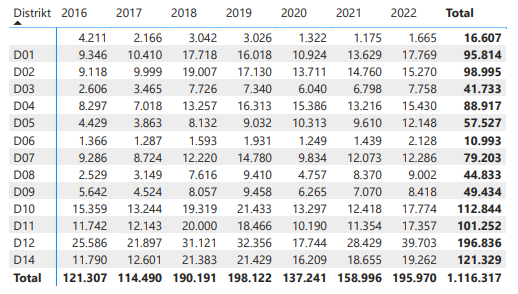 Distrikt 2016 2017 2018 2019 2020 2021 2022 Total
4.211 2.166 3.042 3.026 1.322 1.175 1.665 16.607
D01 9.346 10.410 17.718 16.018 10.924 13.629 17.769 95.814
D02 9.118 9.999 19.007 17.130 13.711 14.760 15.270 98.995
D03 2.606 3.465 7.726 7.340 6.040 6.798 7.758 41.733
D04 8.297 7.018 13.257 16.313 15.386 13.216 15.430 88.917
D05 4.429 3.863 8.132 9.032 10.313 9.610 12.148 57.527
D06 1.366 1.287 1.593 1.931 1.249 1.439 2.128 10.993
D07 9.286 8.724 12.220 14.780 9.834 12.073 12.286 79.203
D08 2.529 3.149 7.616 9.410 4.757 8.370 9.002 44.833
D09 5.642 4.524 8.057 9.458 6.265 7.070 8.418 49.434
D10 15.359 13.244 19.319 21.433 13.297 12.418 17.774 112.844
D11 11.742 12.143 20.000 18.466 10.190 11.354 17.357 101.252
D12 25.586 21.897 31.121 32.356 17.744 28.429 39.703 196.836
D14 11.790 12.601 21.383 21.429 16.209 18.655 19.262 121.329
Total 121.307 114.490 190.191 198.122 137.241 158.996 195.970 1.116.317